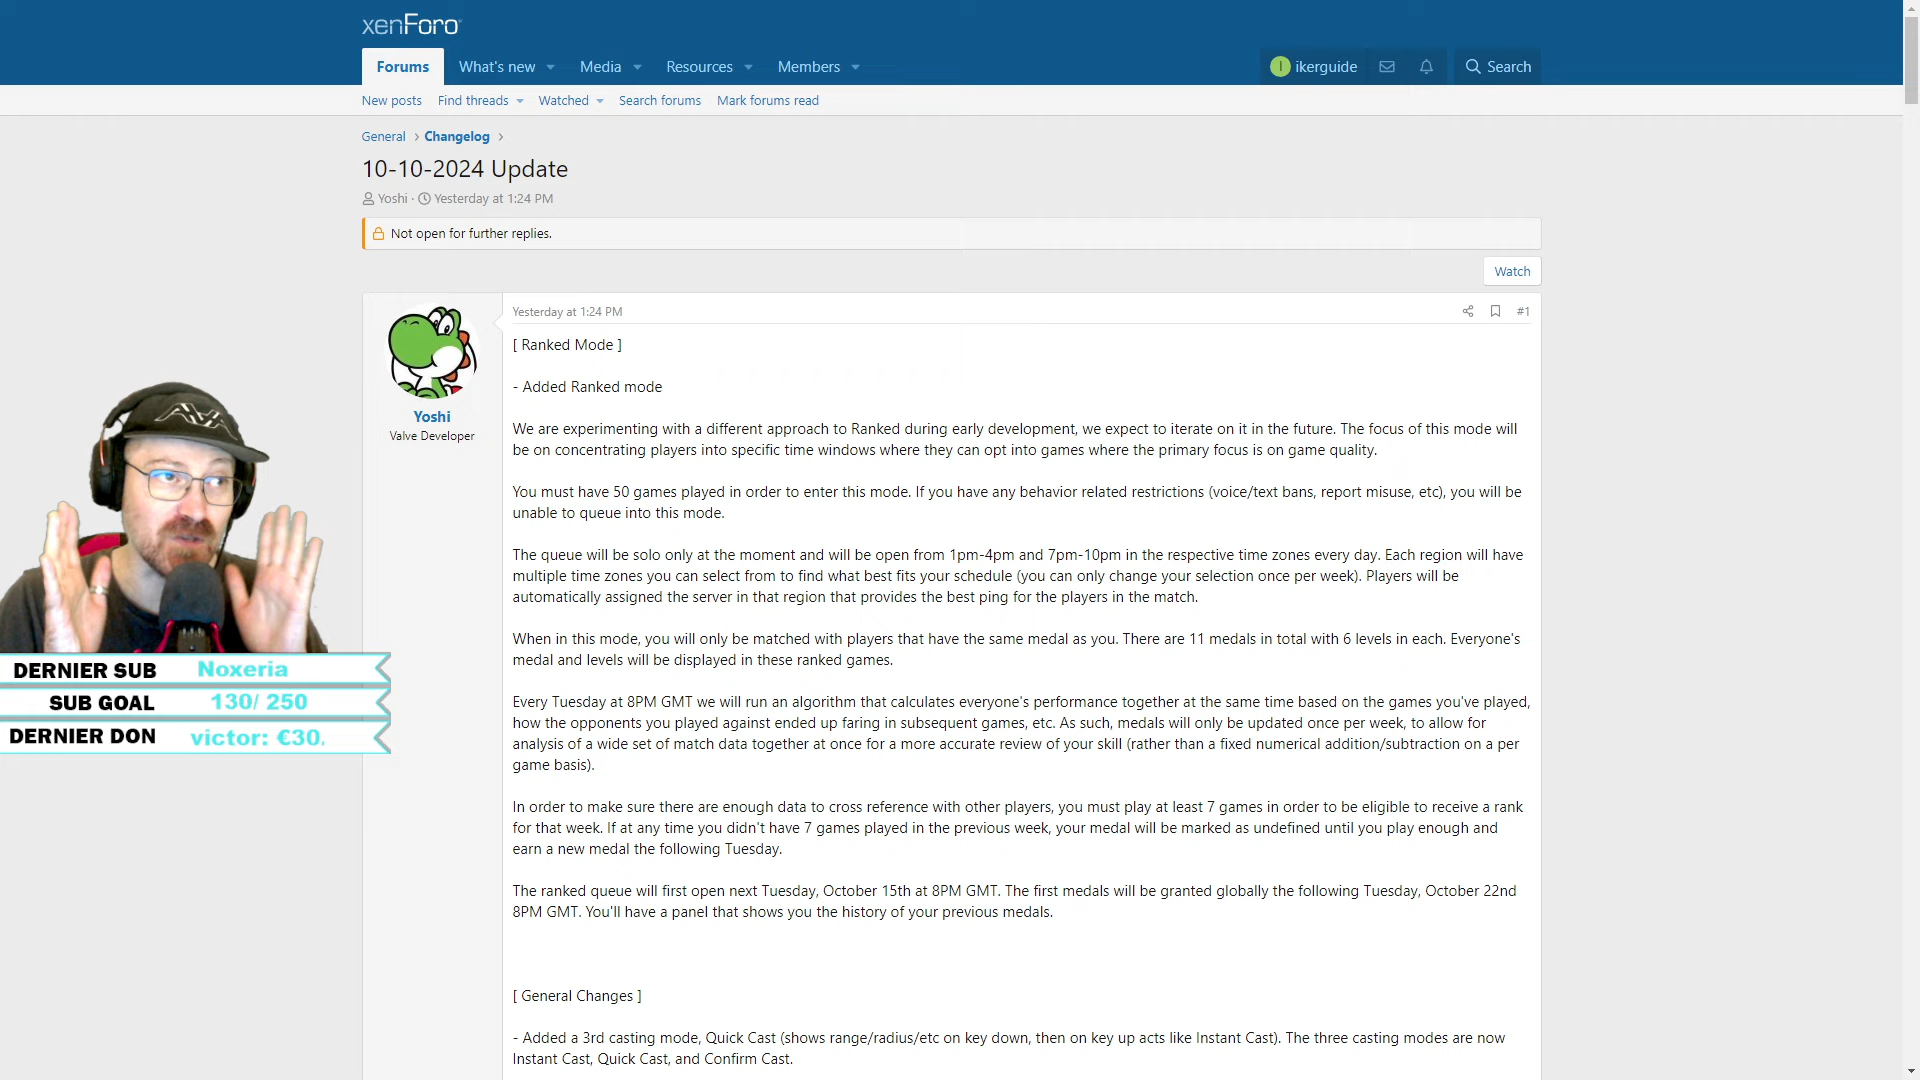 xenForo
Forums What's new Media Resources Members ikerguide Search
New posts Find threads Watched Search forums Mark forums read
General Changelog
10-10-2024 Update
Yoshi · Yesterday at 1:24 PM
Not open for further replies.
Watch
Yesterday at 1:24 PM #1
Yoshi
Valve Developer
[ Ranked Mode ]
- Added Ranked mode
We are experimenting with a different approach to Ranked during early development, we expect to iterate on it in the future. The focus of this mode will
be on concentrating players into specific time windows where they can opt into games where the primary focus is on game quality.
You must have 50 games played in order to enter this mode. If you have any behavior related restrictions (voice/text bans, report misuse, etc), you will be
unable to queue into this mode.
The queue will be solo only at the moment and will be open from 1pm-4pm and 7pm-10pm in the respective time zones every day. Each region will have
multiple time zones you can select from to find what best fits your schedule (you can only change your selection once per week). Players will be
automatically assigned the server in that region that provides the best ping for the players in the match.
When in this mode, you will only be matched with players that have the same medal as you. There are 11 medals in total with 6 levels in each. Everyone's
medal and levels will be displayed in these ranked games.
Every Tuesday at 8PM GMT we will run an algorithm that calculates everyone's performance together at the same time based on the games you've played,
how the opponents you played against ended up faring in subsequent games, etc. As such, medals will only be updated once per week, to allow for
analysis of a wide set of match data together at once for a more accurate review of your skill (rather than a fixed numerical addition/subtraction on a per
game basis).
In order to make sure there are enough data to cross reference with other players, you must play at least 7 games in order to be eligible to receive a rank
for that week. If at any time you didn't have 7 games played in the previous week, your medal will be marked as undefined until you play enough and
earn a new medal the following Tuesday.
The ranked queue will first open next Tuesday, October 15th at 8PM GMT. The first medals will be granted globally the following Tuesday, October 22nd
8PM GMT. You'll have a panel that shows you the history of your previous medals.
[ General Changes ]
- Added a 3rd casting mode, Quick Cast (shows range/radius/etc on key down, then on key up acts like Instant Cast). The three casting modes are now
Instant Cast, Quick Cast, and Confirm Cast.
AVA
DERNIER SUB Noxeria
SUB GOAL 130/ 250
DERNIER DON victor: €30.